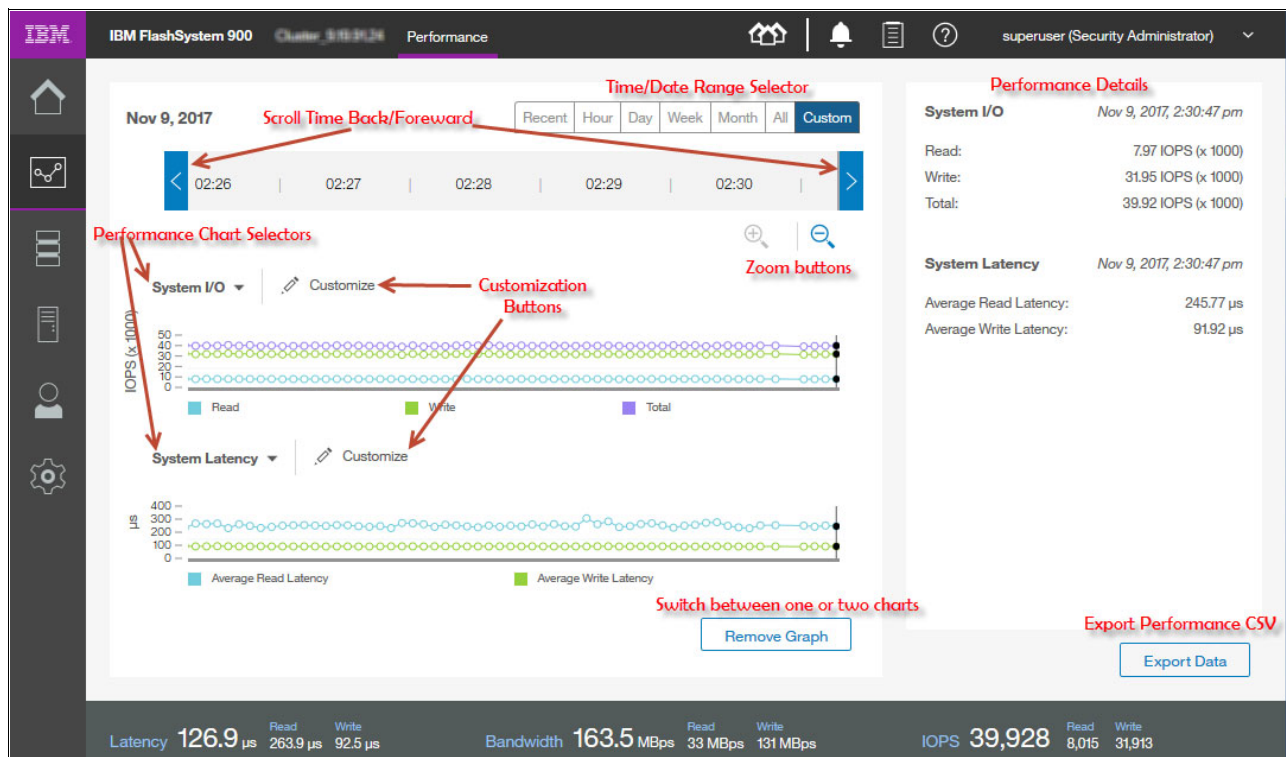 IBM
IBM FlashSystem 900
Performance
superuser (Security Administrator)
Nov 9, 2017
Scroll Time Back/Foreward
Time/Date Range Selector
Recent Hour Day Week Month All Custom
02:26 | 02:27 | 02:28 | 02:29 | 02:30 |
Performance Chart Selectors
Zoom buttons
System I/O
Customize
Customization
Buttons
IOPS (x 1000)
50
40
30
20
10
0
Read Write Total
System Latency
Customize
µs
400
300
200
100
0
Average Read Latency Average Write Latency
Switch between one or two charts
Remove Graph
Performance Details
System I/O Nov 9, 2017, 2:30:47 pm
Read: 7.97 IOPS (x 1000)
Write: 31.95 IOPS (x 1000)
Total: 39.92 IOPS (x 1000)
System Latency Nov 9, 2017, 2:30:47 pm
Average Read Latency: 245.77 µs
Average Write Latency: 91.92 µs
Export Performance CSV
Export Data
Latency 126.9 µs Read 263.9 µs Write 92.5 µs
Bandwidth 163.5 MBps Read 33 MBps Write 131 MBps
IOPS 39,928 Read 8,015 Write 31,913